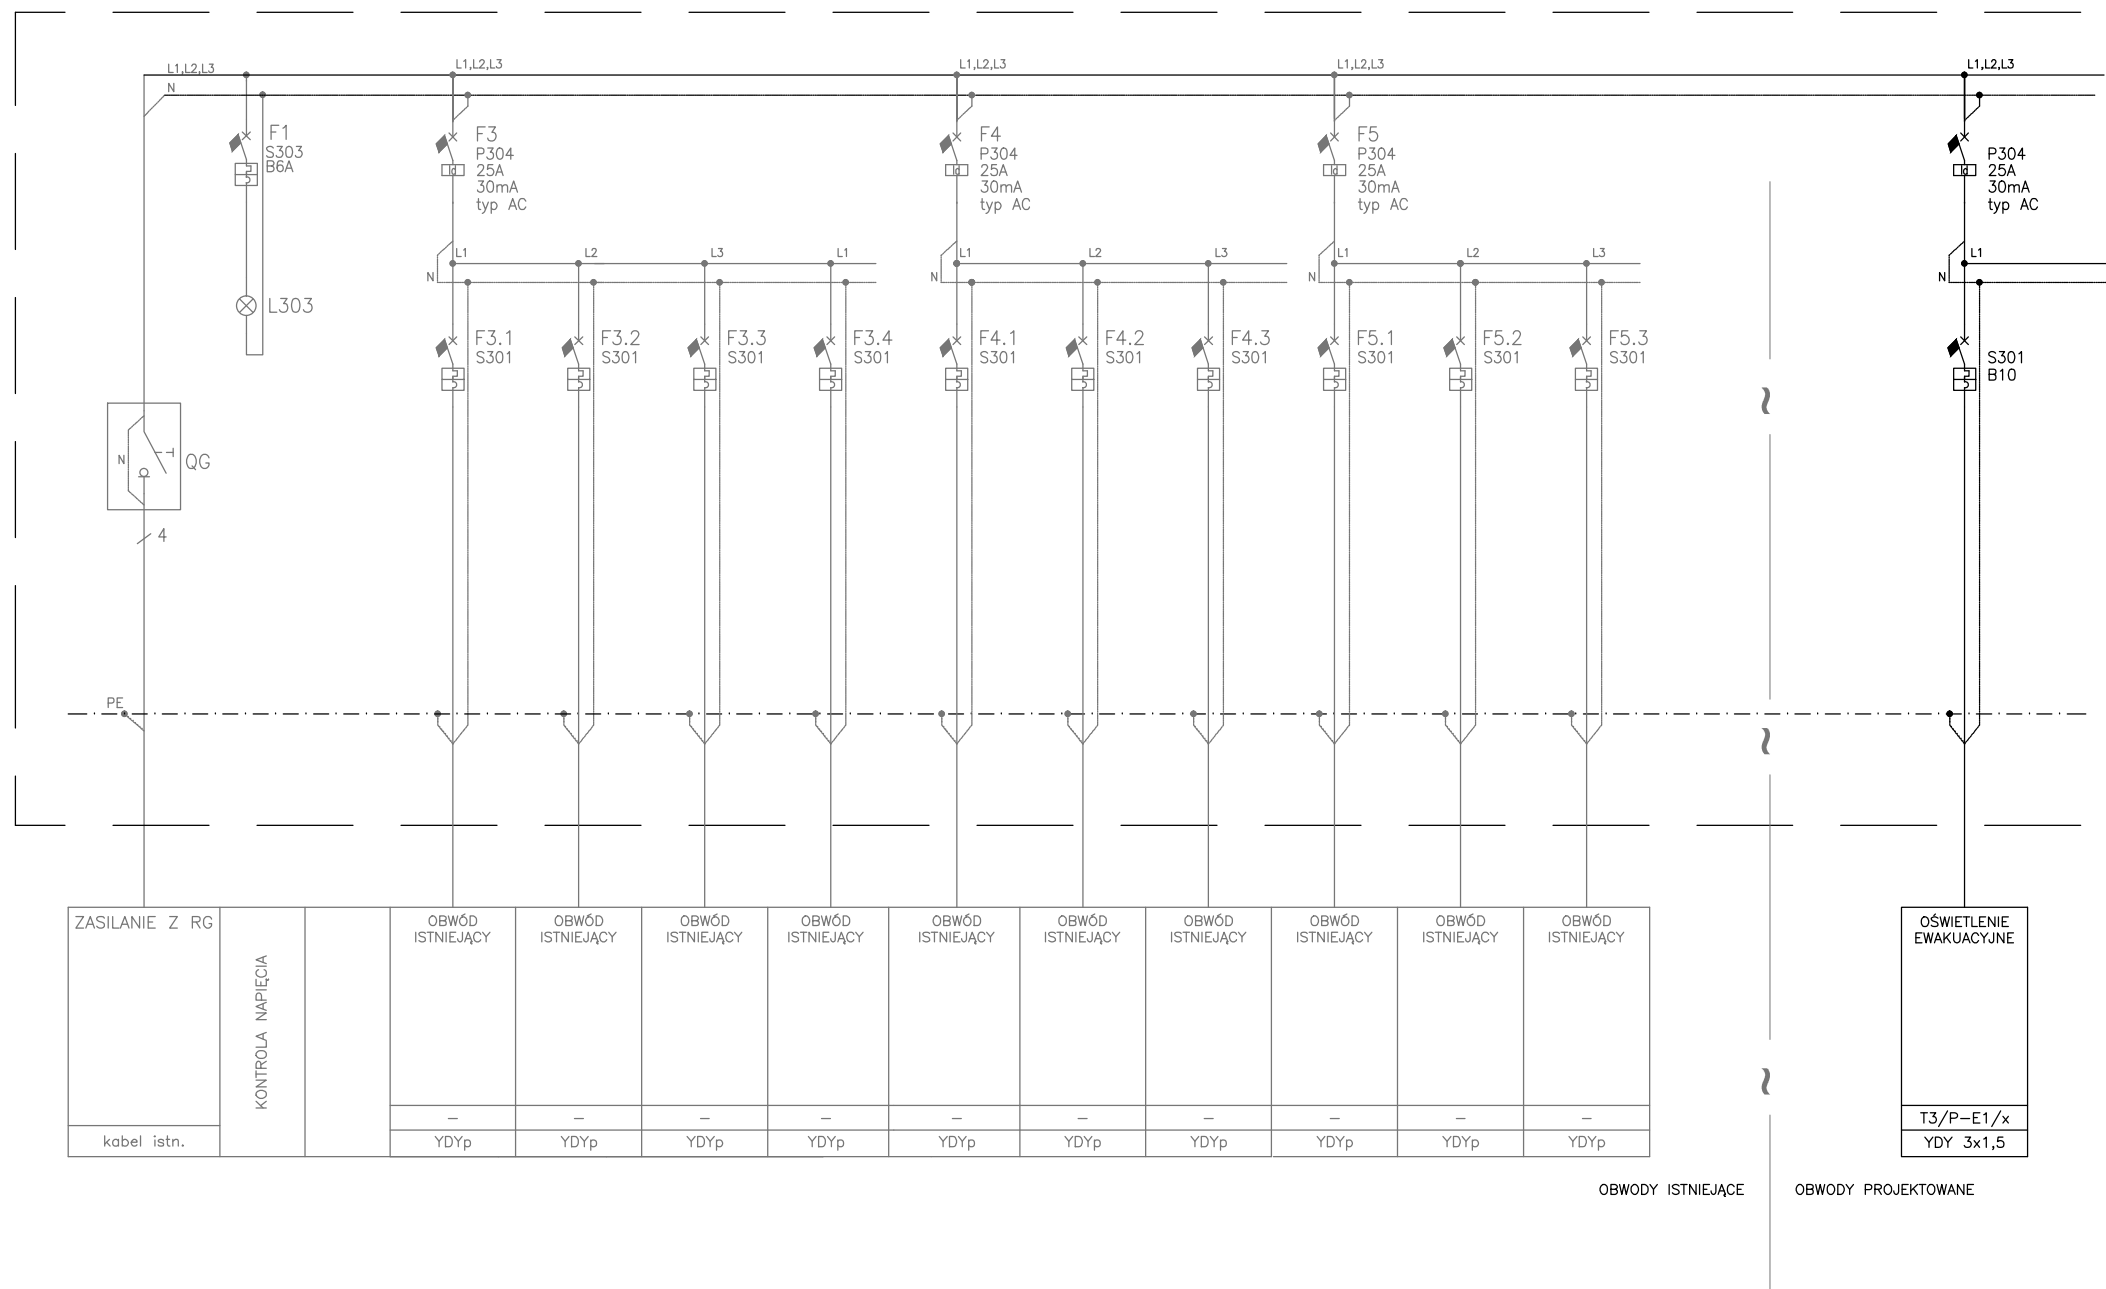 L1,L2,L3
L1,L2,L3
L1,L2,L3
L1,L2,L3
L1,L2,L3
N
F1
S303
B6A
F3
P304
25A
30mA
typ AC
F4
P304
25A
30mA
typ AC
F5
P304
25A
30mA
typ AC
P304
25A
30mA
typ AC
L1
L2
L3
L1
L1
L2
L3
L1
L2
L3
L1
N
N
N
N
L303
F3.1
S301
F3.2
S301
F3.3
S301
F3.4
S301
F4.1
S301
F4.2
S301
F4.3
S301
F5.1
S301
F5.2
S301
F5.3
S301
S301
B10
N
QG
4
PE
ZASILANIE Z RG
kabel istn.
KONTROLA NAPIĘCIA
OBWÓD
ISTNIEJĄCY
–
YDYp
OBWÓD
ISTNIEJĄCY
–
YDYp
OBWÓD
ISTNIEJĄCY
–
YDYp
OBWÓD
ISTNIEJĄCY
–
YDYp
OBWÓD
ISTNIEJĄCY
–
YDYp
OBWÓD
ISTNIEJĄCY
–
YDYp
OBWÓD
ISTNIEJĄCY
–
YDYp
OBWÓD
ISTNIEJĄCY
–
YDYp
OBWÓD
ISTNIEJĄCY
–
YDYp
OBWÓD
ISTNIEJĄCY
–
YDYp
OŚWIETLENIE
EWAKUACYJNE
T3/P–E1/x
YDY 3x1,5
OBWODY ISTNIEJĄCE
OBWODY PROJEKTOWANE